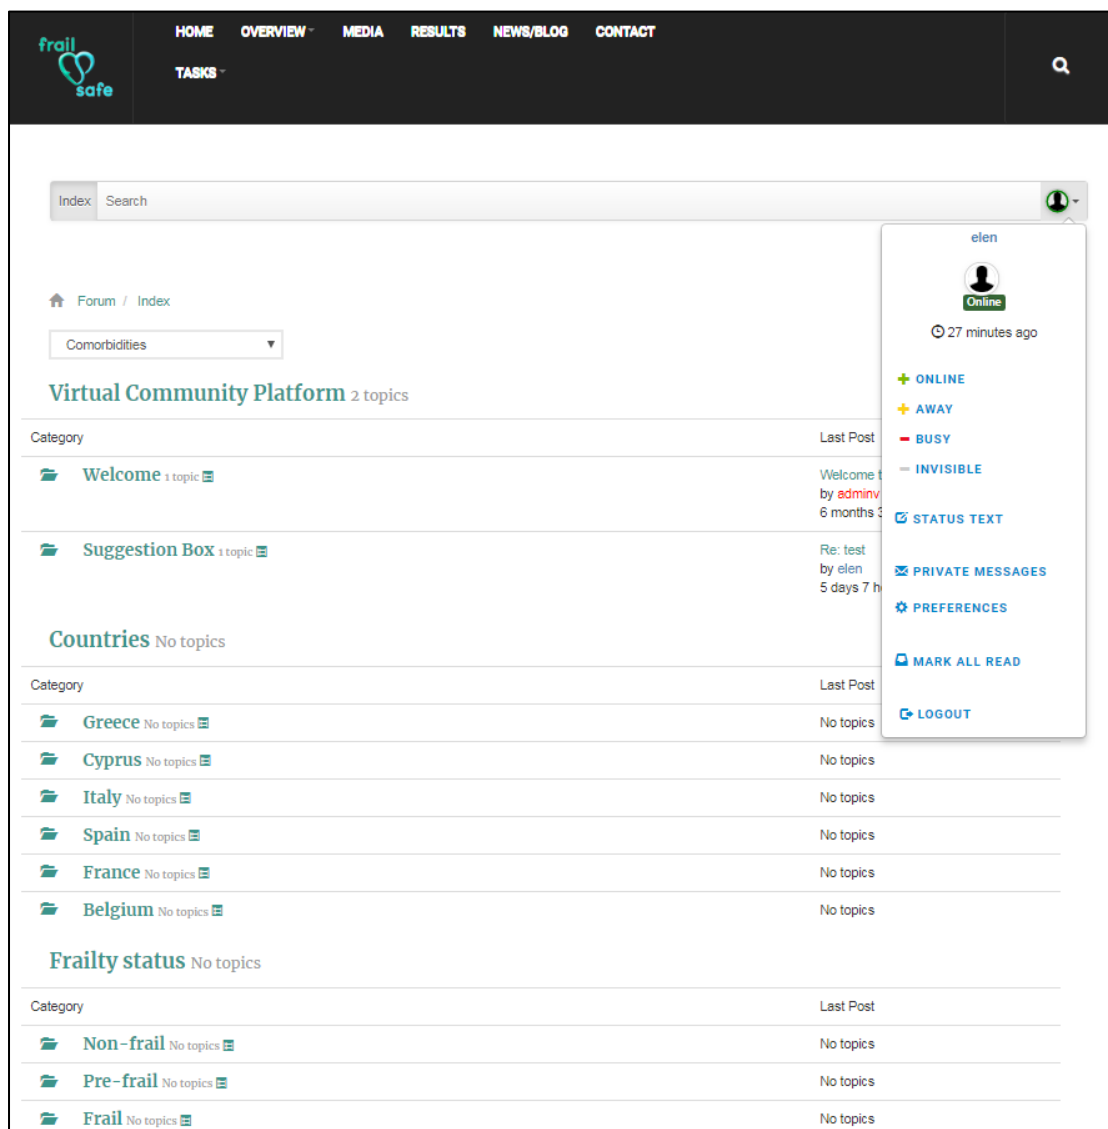 frail
safe
HOME OVERVIEW MEDIA RESULTS NEWS/BLOG CONTACT
TASKS
Index Search
elen
Online
27 minutes ago
ONLINE
AWAY
BUSY
INVISIBLE
STATUS TEXT
PRIVATE MESSAGES
PREFERENCES
MARK ALL READ
LOGOUT
Forum / Index
Comorbidities
Virtual Community Platform 2 topics
Category Last Post
Welcome 1 topic
Welcome t
by adminv
6 months 3
Suggestion Box 1 topic
Re: test
by elen
5 days 7 h
Countries No topics
Category Last Post
Greece No topics No topics
Cyprus No topics No topics
Italy No topics No topics
Spain No topics No topics
France No topics No topics
Belgium No topics No topics
Frailty status No topics
Category Last Post
Non-frail No topics No topics
Pre-frail No topics No topics
Frail No topics No topics